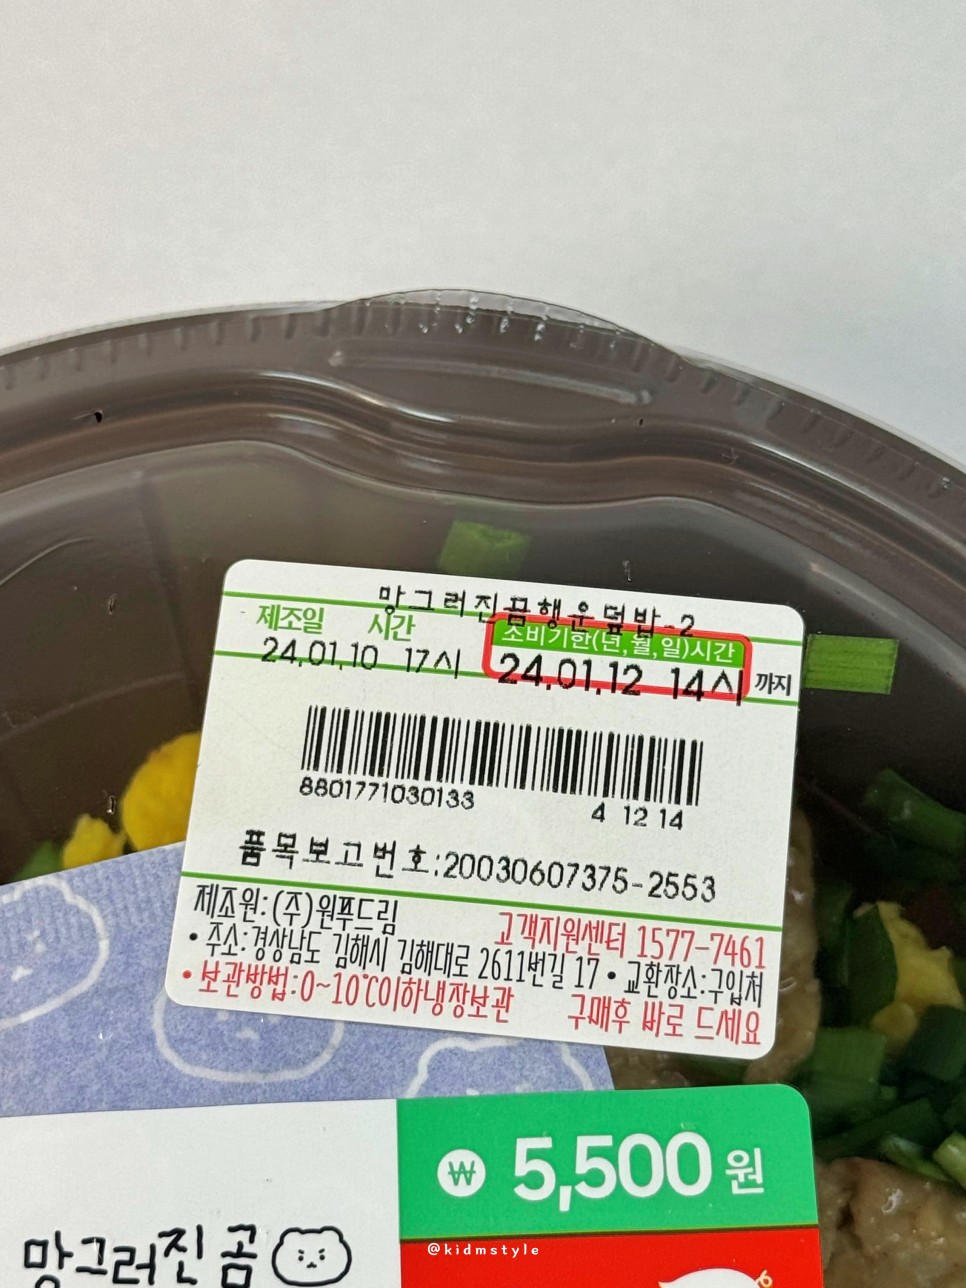 망그러진곰행운덮밥-2
제조일 시간 소비기한(년,월,일)시간
24.01.10 17시 24.01.12 14시 까지
8801771030133 4 12 14
품목보고번호:20030607375-2553
제조원:(주)원푸드림 고객지원센터 1577-7461
• 주소:경상남도 김해시 김해대로 2611번길 17 • 교환장소:구입처
• 보관방법:0~10℃이하냉장보관 구매후 바로 드세요
₩ 5,500원
망그러진 곰
@kidmstyle